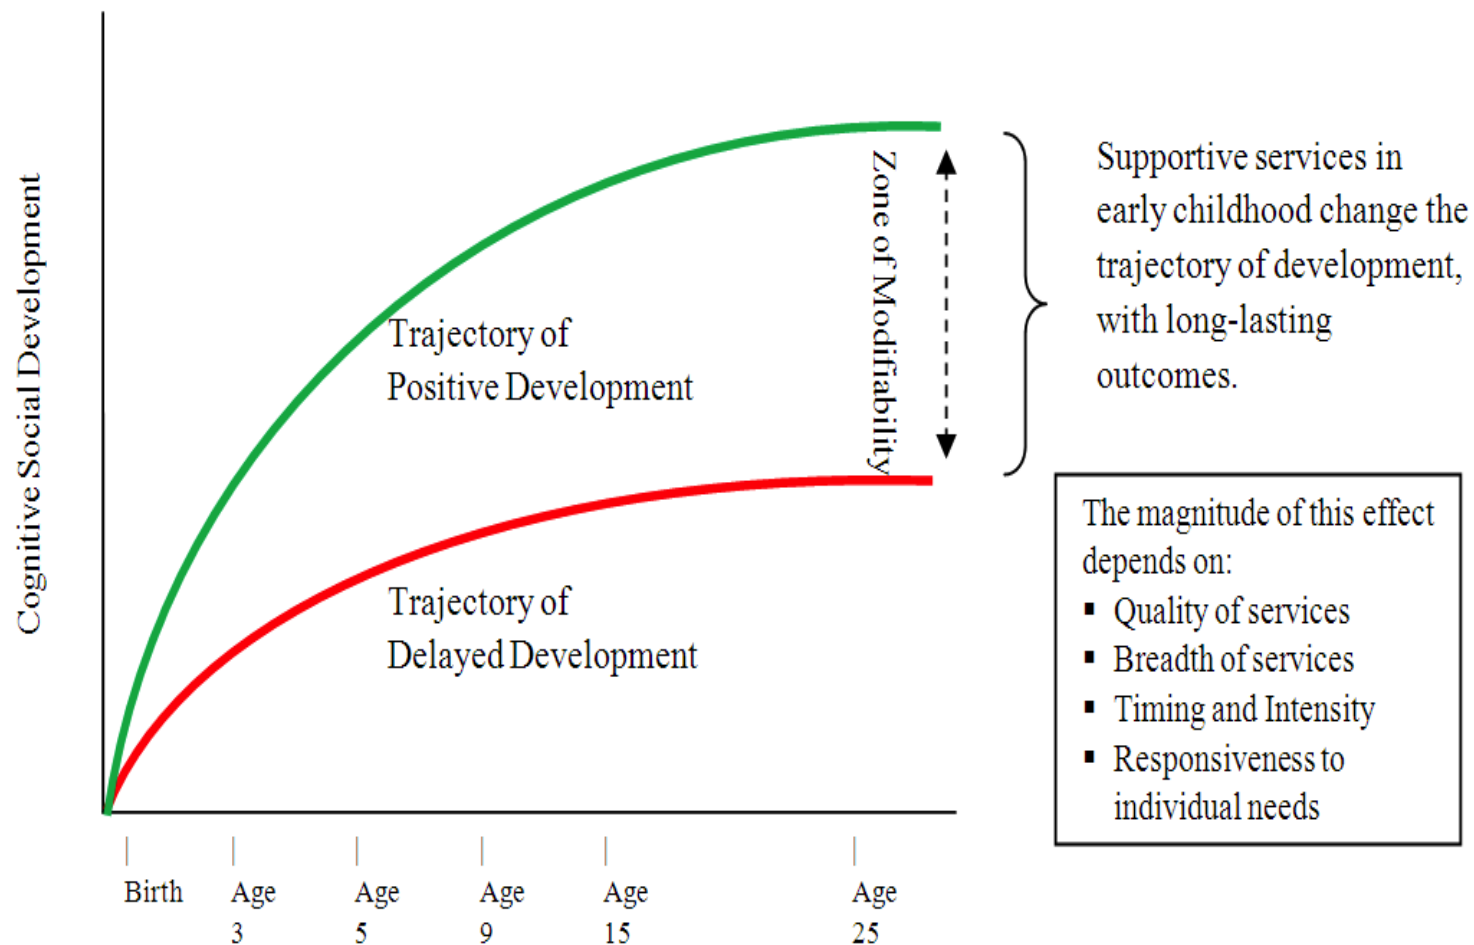 Cognitive Social Development
Trajectory of
Positive Development
Trajectory of
Delayed Development
Zone of Modifiability
Supportive services in
early childhood change the
trajectory of development,
with long-lasting
outcomes.
The magnitude of this effect
depends on:
▪ Quality of services
▪ Breadth of services
▪ Timing and Intensity
▪ Responsiveness to
individual needs
Birth
Age
3
Age
5
Age
9
Age
15
Age
25